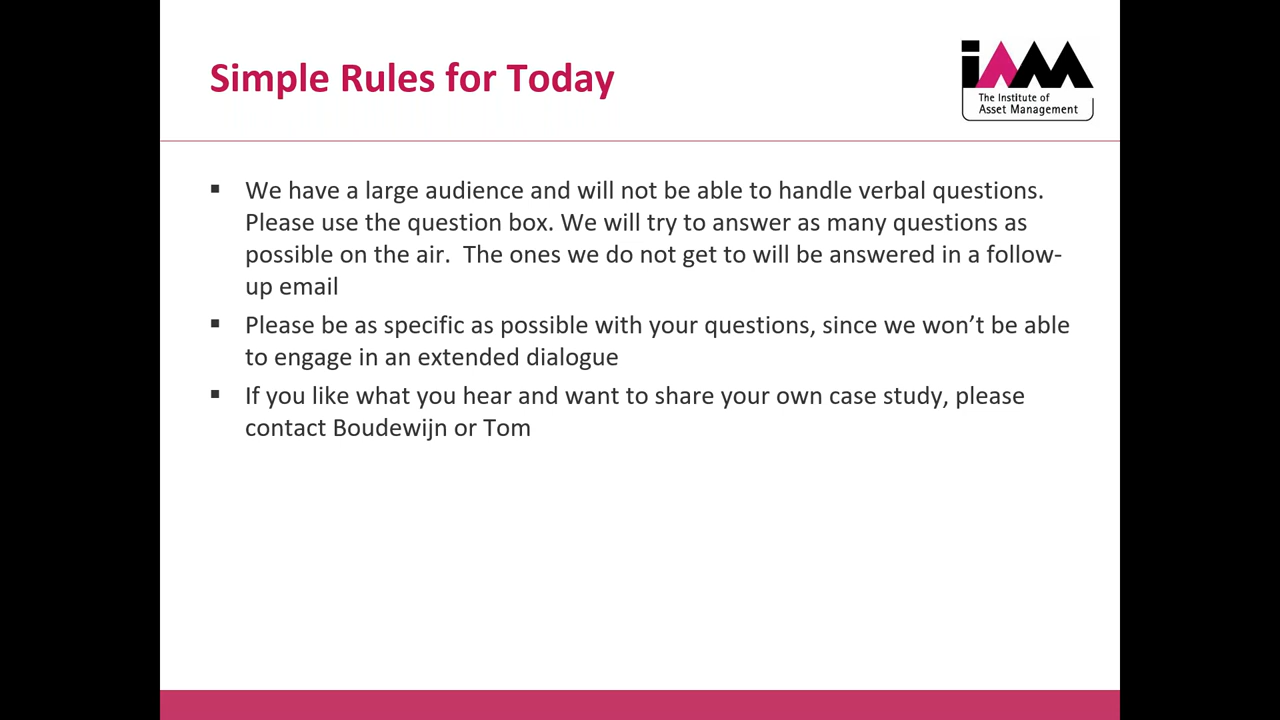 Simple Rules for Today
iAM
The Institute of
Asset Management
▪ We have a large audience and will not be able to handle verbal questions.
Please use the question box. We will try to answer as many questions as
possible on the air.  The ones we do not get to will be answered in a follow-
up email
▪ Please be as specific as possible with your questions, since we won’t be able
to engage in an extended dialogue
▪ If you like what you hear and want to share your own case study, please
contact Boudewijn or Tom